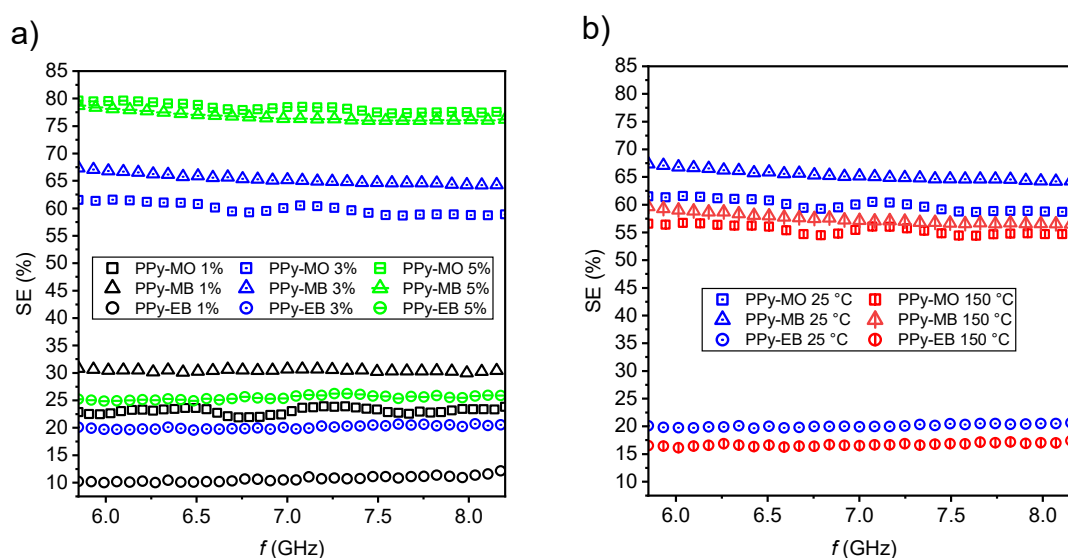 a)
85
80
75
70
65
60
55
50
45
40
35
30
25
20
15
10
SE (%)
PPy-MO 1% PPy-MO 3% PPy-MO 5%
PPy-MB 1% PPy-MB 3% PPy-MB 5%
PPy-EB 1% PPy-EB 3% PPy-EB 5%
6.0 6.5 7.0 7.5 8.0
f (GHz)
b)
85
80
75
70
65
60
55
50
45
40
35
30
25
20
15
10
SE (%)
PPy-MO 25 °C PPy-MO 150 °C
PPy-MB 25 °C PPy-MB 150 °C
PPy-EB 25 °C PPy-EB 150 °C
6.0 6.5 7.0 7.5 8.0
f (GHz)